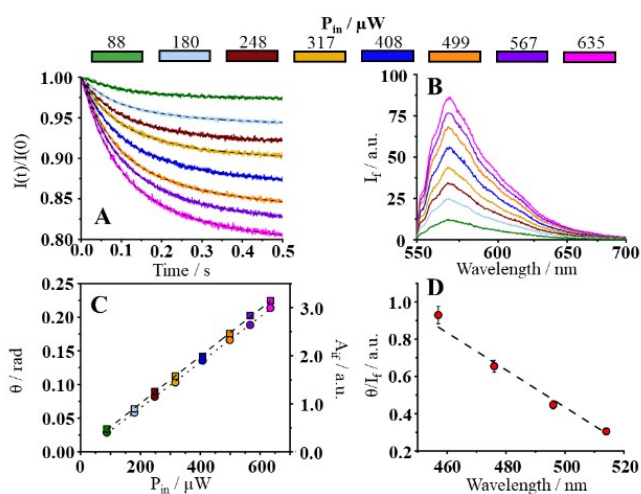 P_in / µW
88 180 248 317 408 499 567 635
1.00
0.95
0.90
0.85
0.80
I(t)/I(0)
A
0.0 0.1 0.2 0.3 0.4 0.5
Time / s
100
75
50
25
0
I_f / a.u.
B
550 600 650 700
Wavelength / nm
0.25
0.20
0.15
0.10
0.05
0.00
θ / rad
C
3.0
2.0
1.0
0.0
0 200 400 600
P_in / µW
1.0
0.8
0.6
0.4
0.2
θ/I_f / a.u.
D
460 480 500 520
Wavelength / nm